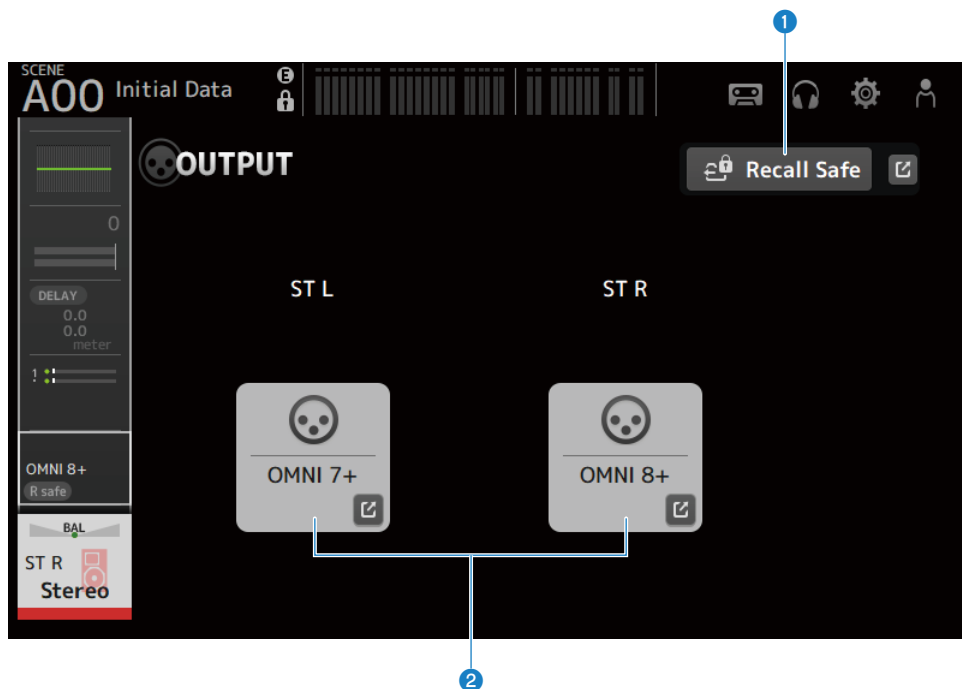 1
SCENE
A00 Initial Data
E
OUTPUT
Recall Safe
0
DELAY
0.0
0.0
meter
ST L
ST R
OMNI 7+
OMNI 8+
OMNI 8+
R safe
BAL
ST R
Stereo
2